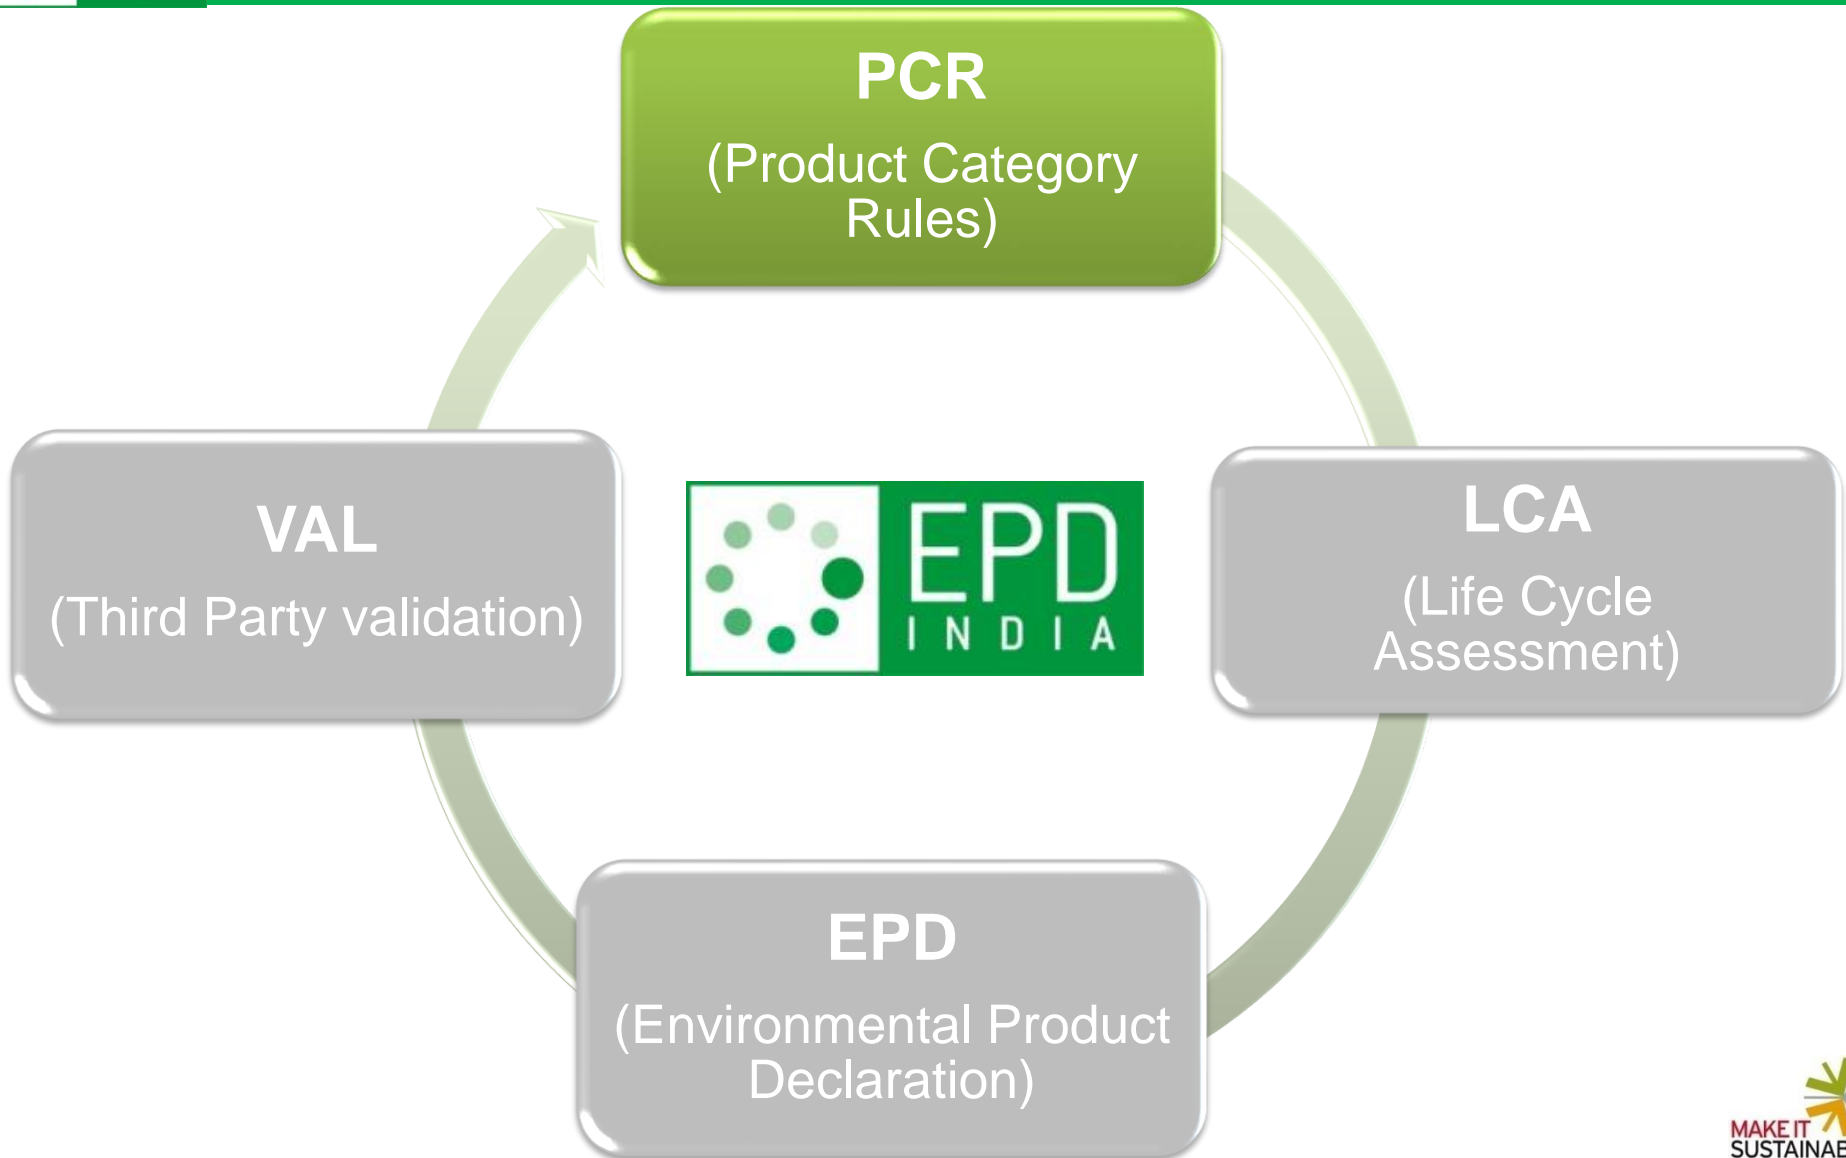 PCR
(Product Category
Rules)
VAL
(Third Party validation)
EPD
INDIA
LCA
(Life Cycle
Assessment)
EPD
(Environmental Product
Declaration)
MAKE IT